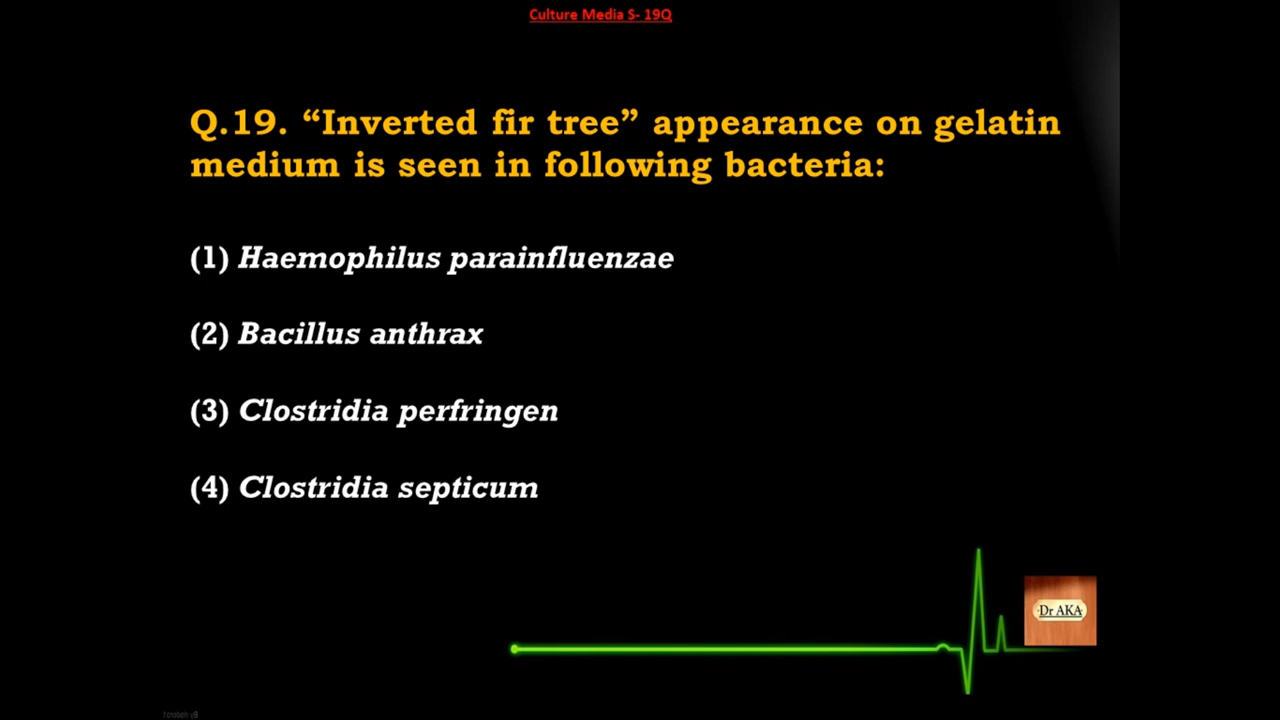 Culture Media S- 19Q
Q.19. “Inverted fir tree” appearance on gelatin
medium is seen in following bacteria:
(1) Haemophilus parainfluenzae
(2) Bacillus anthrax
(3) Clostridia perfringen
(4) Clostridia septicum
Dr AKA